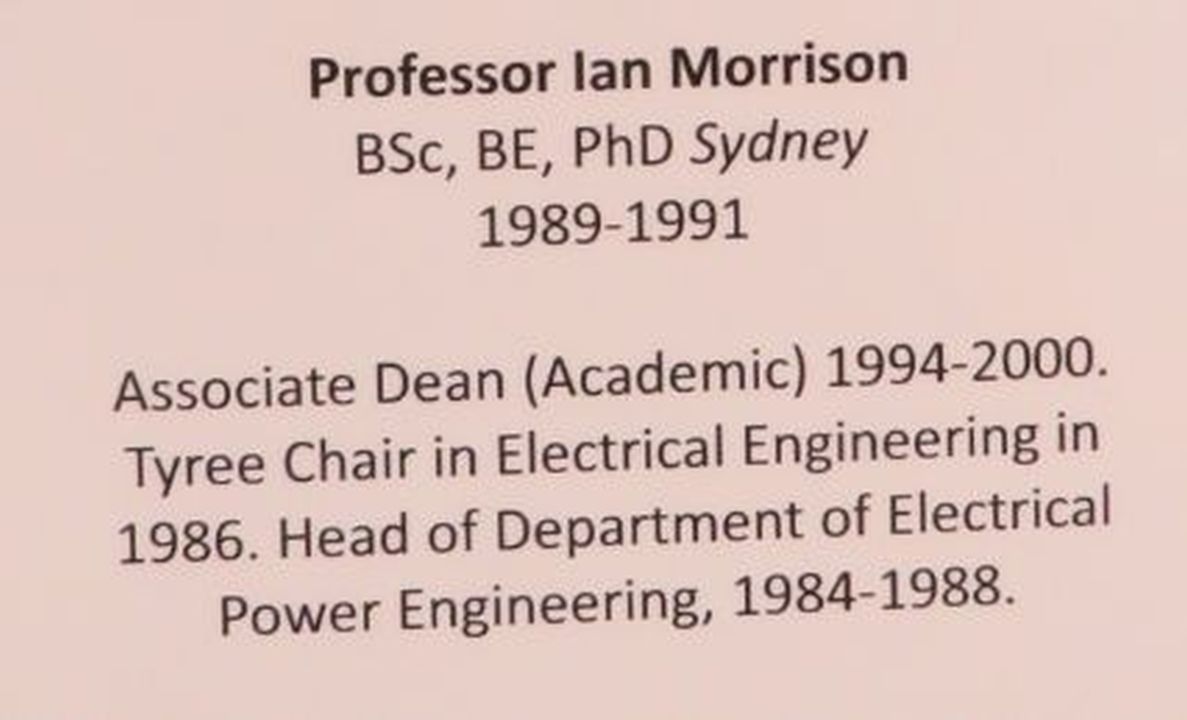 Professor Ian Morrison
BSc, BE, PhD Sydney
1989-1991
Associate Dean (Academic) 1994-2000.
Tyree Chair in Electrical Engineering in
1986. Head of Department of Electrical
Power Engineering, 1984-1988.